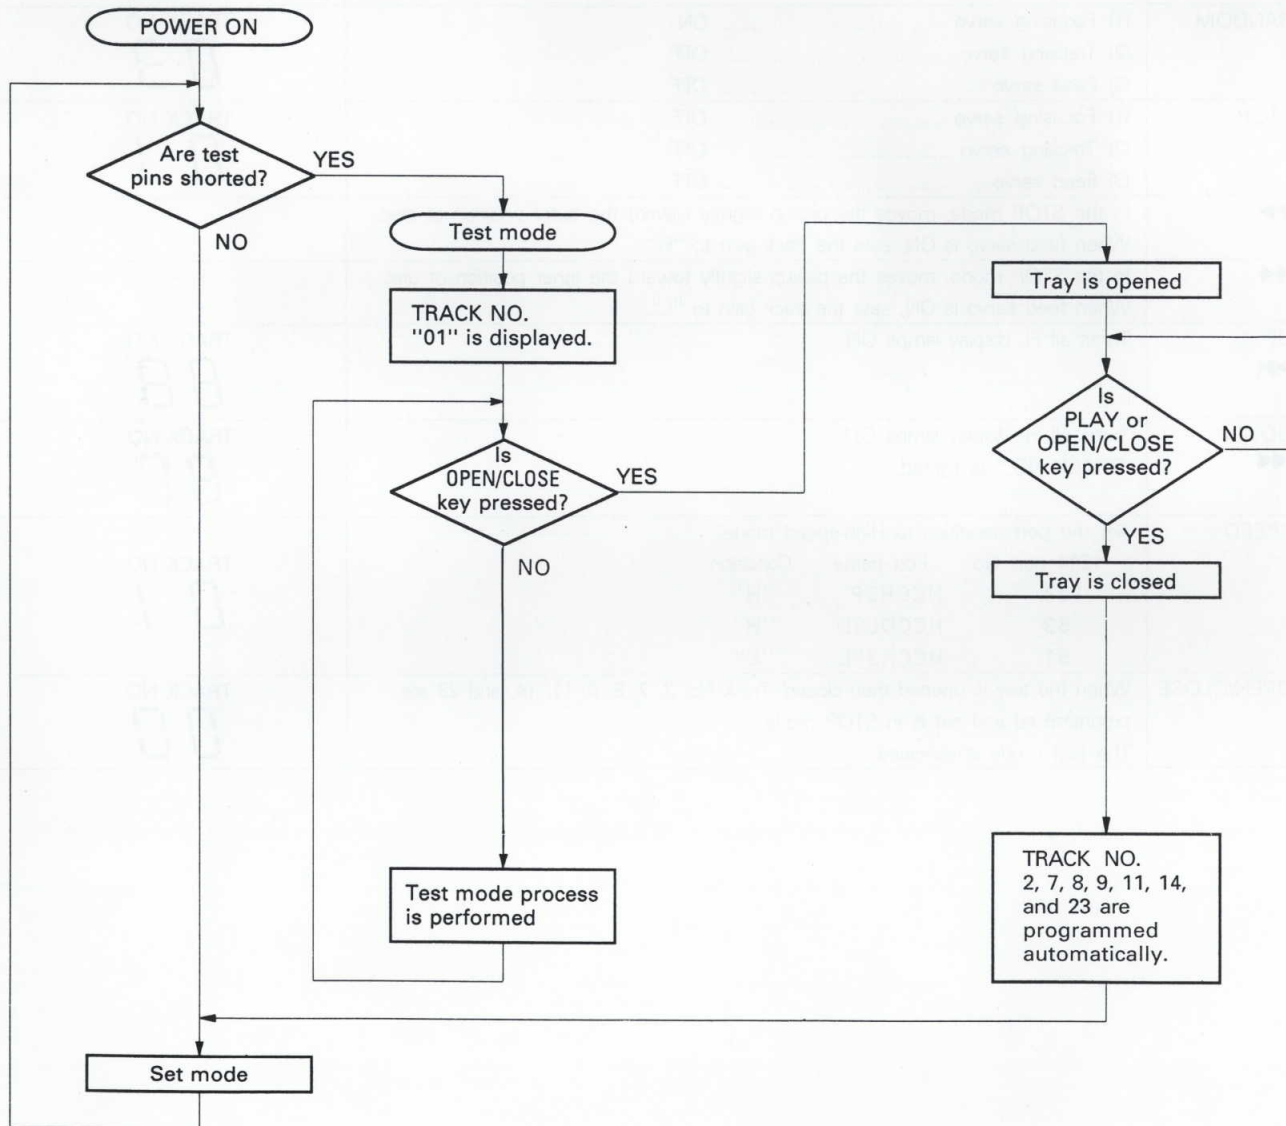 POWER ON
Are test
pins shorted?
YES
NO
Test mode
TRACK NO.
"01" is displayed.
Is
OPEN/CLOSE
key pressed?
YES
NO
Test mode process
is performed
Tray is opened
Is
PLAY or
OPEN/CLOSE
key pressed?
NO
YES
Tray is closed
TRACK NO.
2, 7, 8, 9, 11, 14,
and 23 are
programmed
automatically.
Set mode